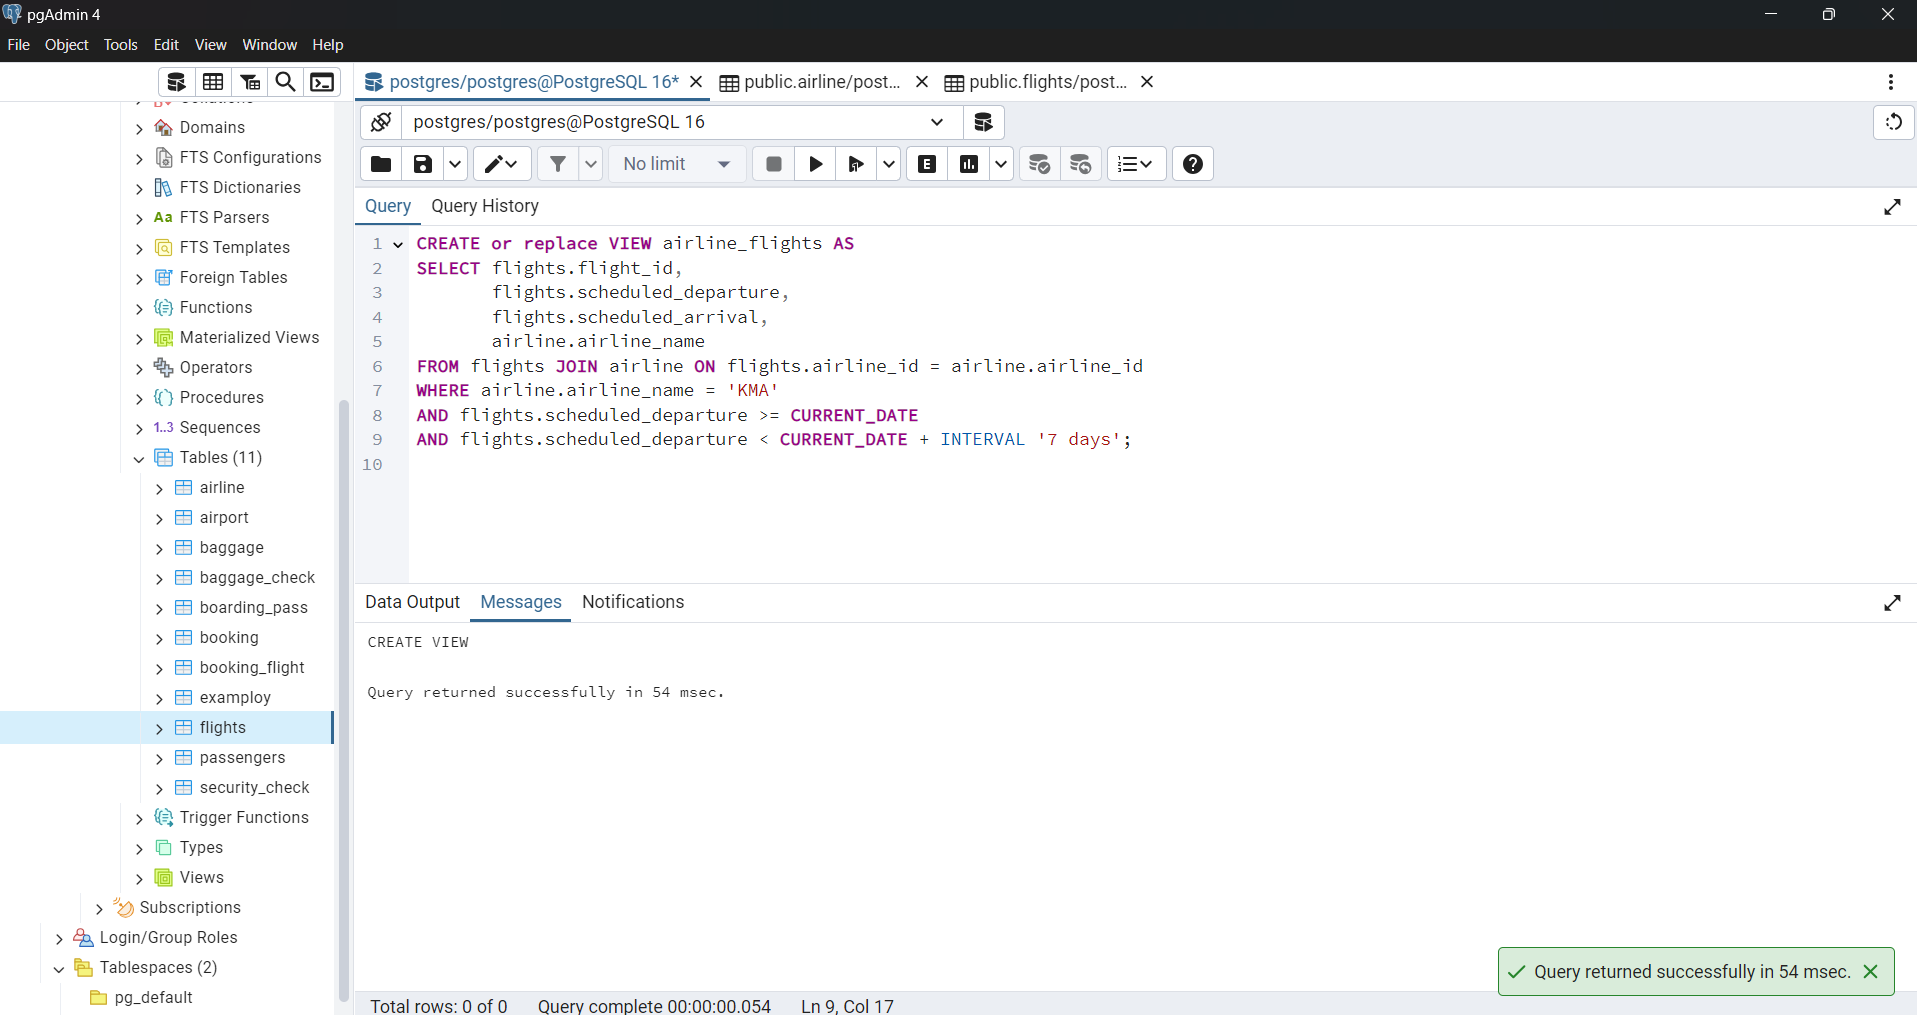 pgAdmin 4
File Object Tools Edit View Window Help
postgres/postgres@PostgreSQL 16* public.airline/post... public.flights/post...
postgres/postgres@PostgreSQL 16
No limit
Query Query History
1 CREATE or replace VIEW airline_flights AS
2 SELECT flights.flight_id,
3 flights.scheduled_departure,
4 flights.scheduled_arrival,
5 airline.airline_name
6 FROM flights JOIN airline ON flights.airline_id = airline.airline_id
7 WHERE airline.airline_name = 'KMA'
8 AND flights.scheduled_departure >= CURRENT_DATE
9 AND flights.scheduled_departure < CURRENT_DATE + INTERVAL '7 days';
10
Data Output Messages Notifications
CREATE VIEW
Query returned successfully in 54 msec.
Domains
FTS Configurations
FTS Dictionaries
Aa FTS Parsers
FTS Templates
Foreign Tables
Functions
Materialized Views
Operators
Procedures
1..3 Sequences
Tables (11)
airline
airport
baggage
baggage_check
boarding_pass
booking
booking_flight
examploy
flights
passengers
security_check
Trigger Functions
Types
Views
Subscriptions
Login/Group Roles
Tablespaces (2)
pg_default
Query returned successfully in 54 msec.
Total rows: 0 of 0 Query complete 00:00:00.054 Ln 9, Col 17